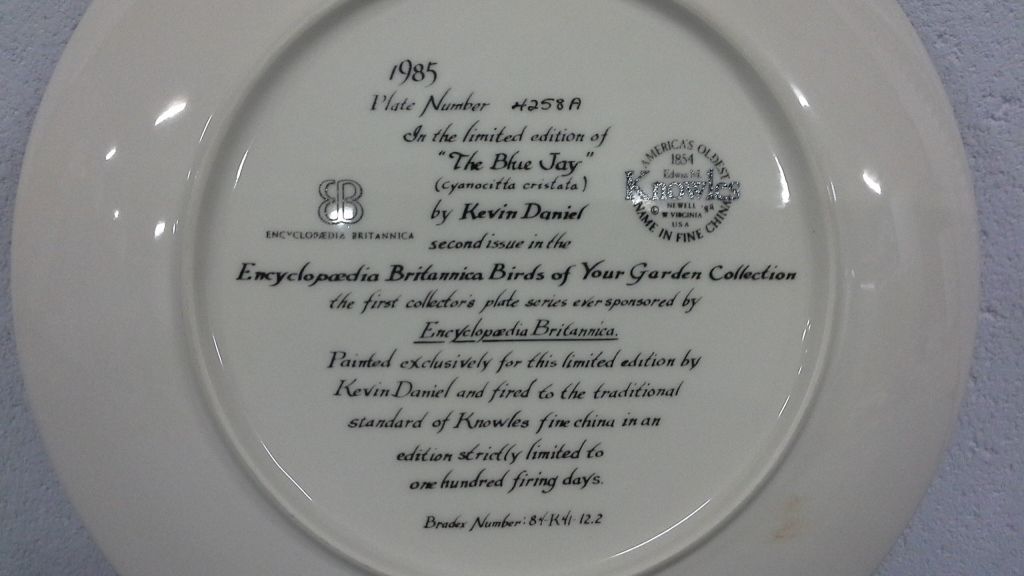 1985
Plate Number 4258A
In the limited edition of
"The Blue Jay"
(Cyanocitta cristata)
by Kevin Daniel
second issue in the
Encyclopædia Britannica Birds of Your Garden Collection
the first collector's plate series ever sponsored by
Encyclopædia Britannica.
Painted exclusively for this limited edition by
Kevin Daniel and fired to the traditional
standard of Knowles fine china in an
edition strictly limited to
one hundred firing days.
Bradex Number: 84-K41-12.2
EB
ENCYCLOPÆDIA BRITANNICA
AMERICA'S OLDEST
1854
Edwin M.
Knowles
NEWELL
W VIRGINIA
USA
NAME IN FINE CHINA